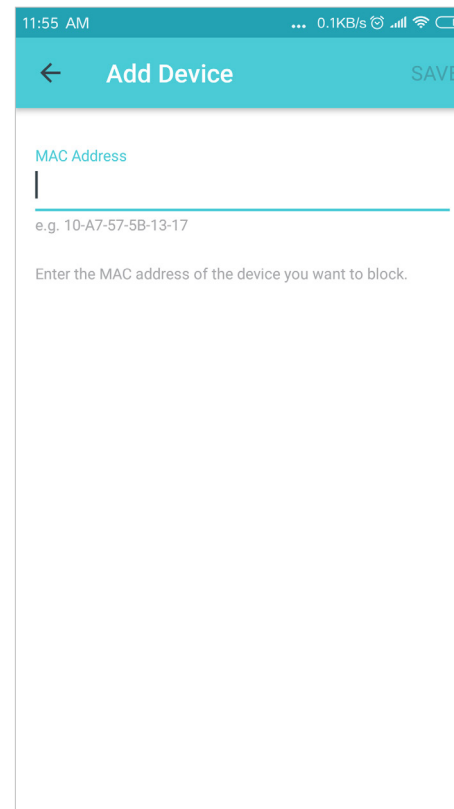 11:55 AM ... 0.1KB/s
Add Device SAVE
MAC Address
e.g. 10-A7-57-5B-13-17
Enter the MAC address of the device you want to block.